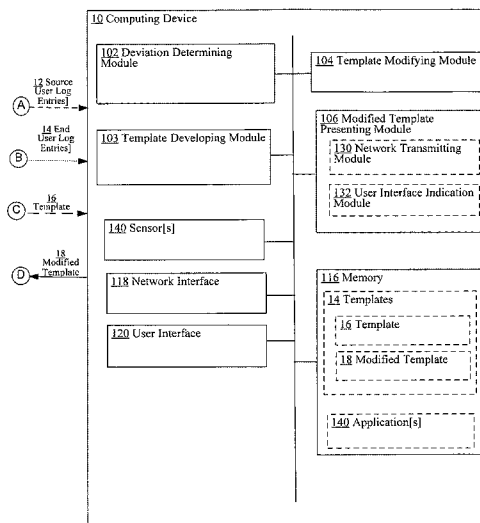 10 Computing Device
102 Deviation Determining
Module
104 Template Modifying Module
12 Source
User Log
Entries]
A
14 End
User Log
Entries]
B
103 Template Developing Module
106 Modified Template
Presenting Module
130 Network Transmitting
Module
132 User Interface Indication
Module
16
Template
C
140 Sensor[s]
18
Modified
Template
D
118 Network Interface
120 User Interface
116 Memory
14 Templates
16 Template
18 Modified Template
140 Application[s]